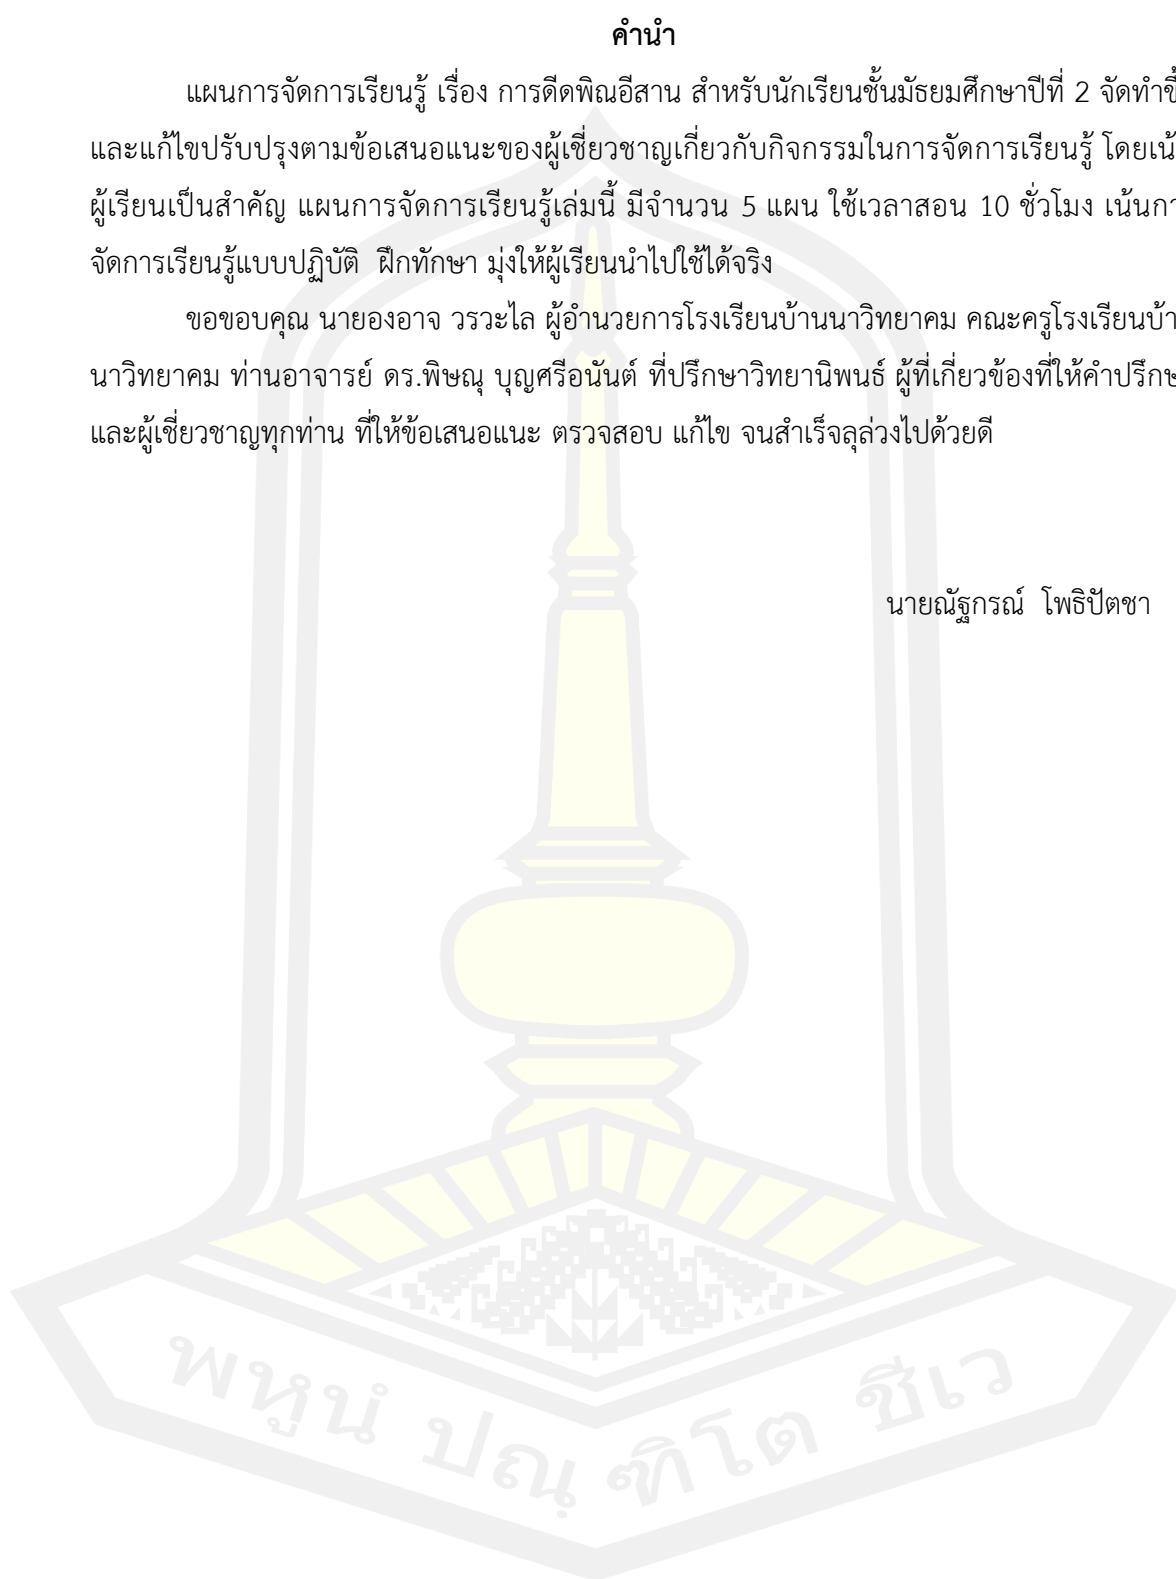 คำนำ
แผนการจัดการเรียนรู้ เรื่อง การดีดพิณอีสาน สำหรับนักเรียนชั้นมัธยมศึกษาปีที่ 2 จัดทำขึ้
และแก้ไขปรับปรุงตามข้อเสนอแนะของผู้เชี่ยวชาญเกี่ยวกับกิจกรรมในการจัดการเรียนรู้ โดยเน้
ผู้เรียนเป็นสำคัญ แผนการจัดการเรียนรู้เล่มนี้ มีจำนวน 5 แผน ใช้เวลาสอน 10 ชั่วโมง เน้นกา
จัดการเรียนรู้แบบปฏิบัติ ฝึกทักษา มุ่งให้ผู้เรียนนำไปใช้ได้จริง
ขอขอบคุณ นายองอาจ วรวะไล ผู้อำนวยการโรงเรียนบ้านนาวิทยาคม คณะครูโรงเรียนบ้า
นาวิทยาคม ท่านอาจารย์ ดร.พิษณุ บุญศรีอนันต์ ที่ปรึกษาวิทยานิพนธ์ ผู้ที่เกี่ยวข้องที่ให้คำปรึกษ
และผู้เชี่ยวชาญทุกท่าน ที่ให้ข้อเสนอแนะ ตรวจสอบ แก้ไข จนสำเร็จลุล่วงไปด้วยดี
นายณัฐกรณ์ โพธิปัตชา
พหูนํ ปณฺฑิโต ชีเว